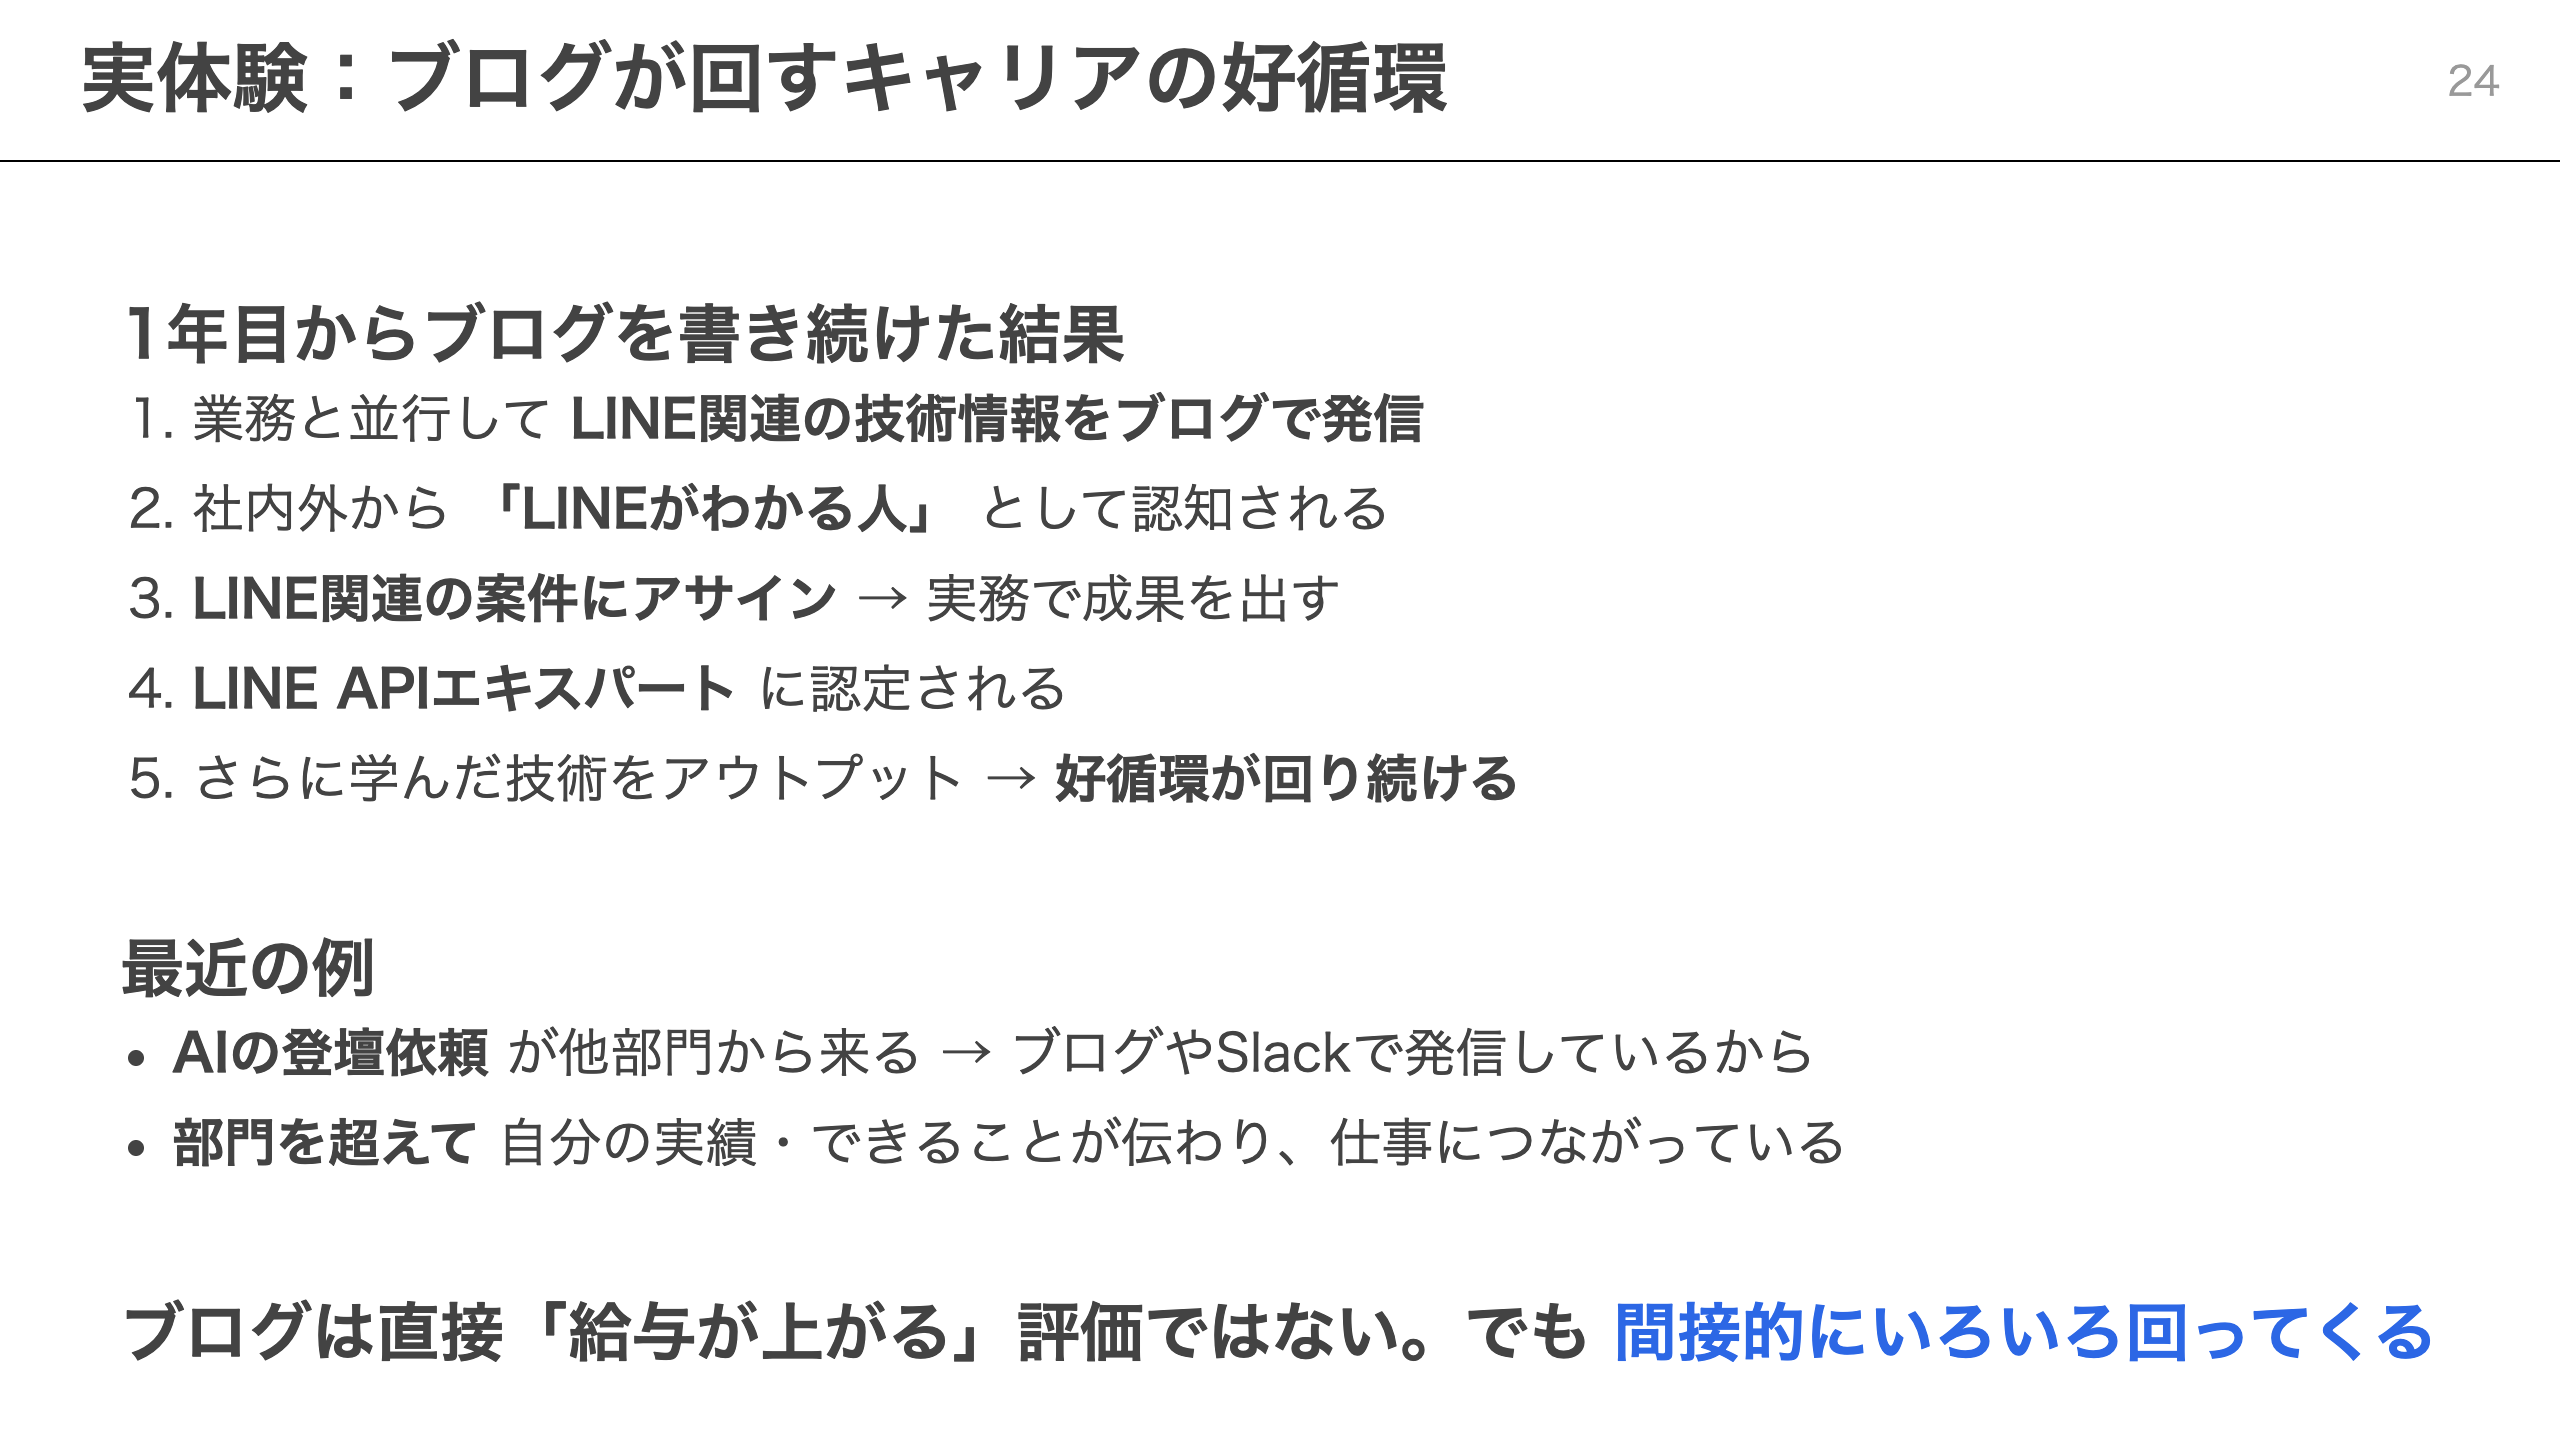 実体験：ブログが回すキャリアの好循環
24
1年目からブログを書き続けた結果
1. 業務と並行して LINE関連の技術情報をブログで発信
2. 社内外から 「LINEがわかる人」 として認知される
3. LINE関連の案件にアサイン → 実務で成果を出す
4. LINE APIエキスパート に認定される
5. さらに学んだ技術をアウトプット → 好循環が回り続ける
最近の例
• AIの登壇依頼 が他部門から来る → ブログやSlackで発信しているから
• 部門を超えて 自分の実績・できることが伝わり、仕事につながっている
ブログは直接「給与が上がる」評価ではない。でも 間接的にいろいろ回ってくる